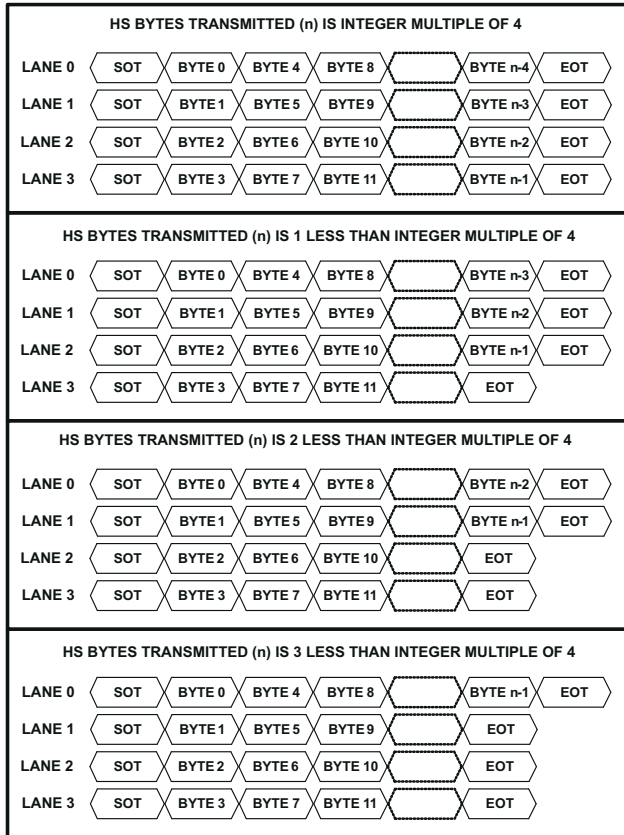 HS BYTES TRANSMITTED (n) IS INTEGER MULTIPLE OF 4
LANE 0 SOT BYTE 0 BYTE 4 BYTE 8 BYTE n-4 EOT
LANE 1 SOT BYTE 1 BYTE 5 BYTE 9 BYTE n-3 EOT
LANE 2 SOT BYTE 2 BYTE 6 BYTE 10 BYTE n-2 EOT
LANE 3 SOT BYTE 3 BYTE 7 BYTE 11 BYTE n-1 EOT
HS BYTES TRANSMITTED (n) IS 1 LESS THAN INTEGER MULTIPLE OF 4
LANE 0 SOT BYTE 0 BYTE 4 BYTE 8 BYTE n-3 EOT
LANE 1 SOT BYTE 1 BYTE 5 BYTE 9 BYTE n-2 EOT
LANE 2 SOT BYTE 2 BYTE 6 BYTE 10 BYTE n-1 EOT
LANE 3 SOT BYTE 3 BYTE 7 BYTE 11 EOT
HS BYTES TRANSMITTED (n) IS 2 LESS THAN INTEGER MULTIPLE OF 4
LANE 0 SOT BYTE 0 BYTE 4 BYTE 8 BYTE n-2 EOT
LANE 1 SOT BYTE 1 BYTE 5 BYTE 9 BYTE n-1 EOT
LANE 2 SOT BYTE 2 BYTE 6 BYTE 10 EOT
LANE 3 SOT BYTE 3 BYTE 7 BYTE 11 EOT
HS BYTES TRANSMITTED (n) IS 3 LESS THAN INTEGER MULTIPLE OF 4
LANE 0 SOT BYTE 0 BYTE 4 BYTE 8 BYTE n-1 EOT
LANE 1 SOT BYTE 1 BYTE 5 BYTE 9 EOT
LANE 2 SOT BYTE 2 BYTE 6 BYTE 10 EOT
LANE 3 SOT BYTE 3 BYTE 7 BYTE 11 EOT